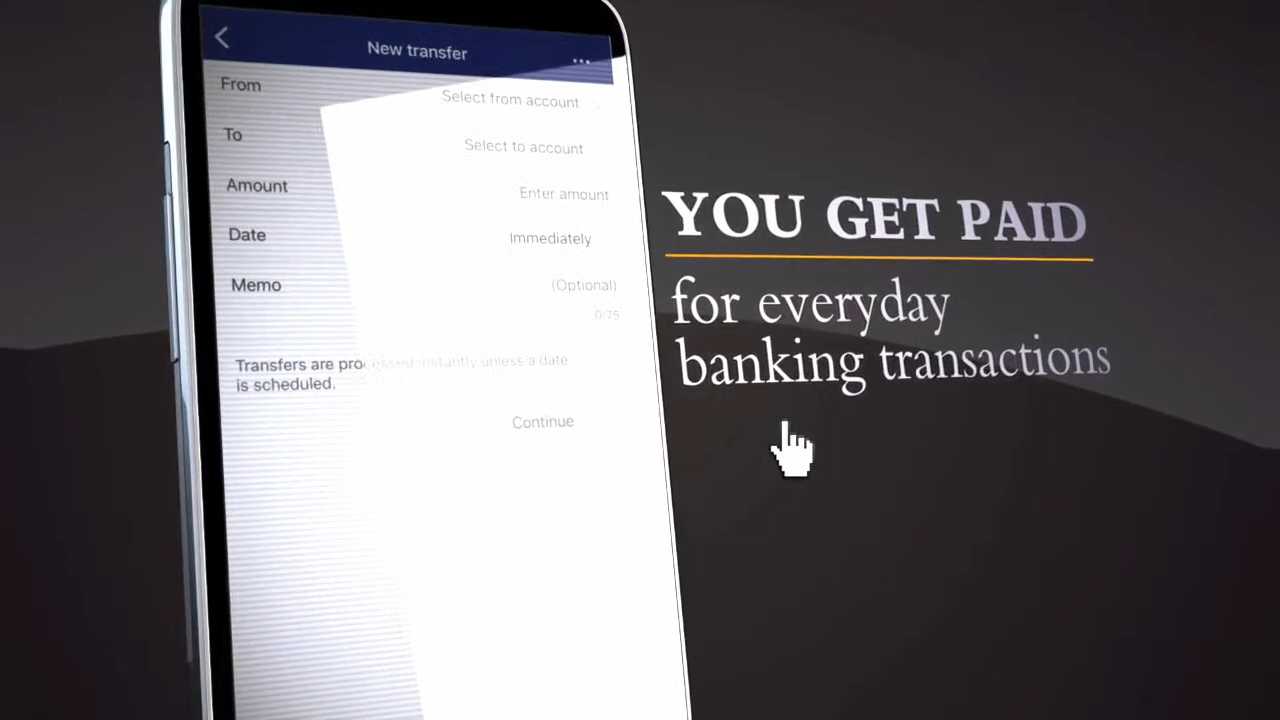 New transfer
From
Select from account
To
Select to account
Amount
Enter amount
Date
Immediately
Memo
(Optional)
0/75
Transfers are processed instantly unless a date
is scheduled.
Continue
YOU GET PAID
for everyday
banking transactions